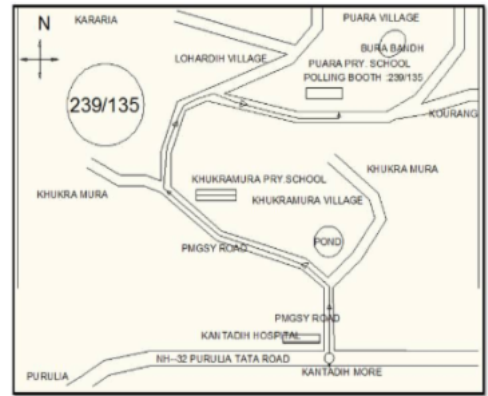 N
KARARIA
PUARA VILLAGE
BURA BANDH
LOHARDIH VILLAGE
PUARA PRY. SCHOOL
POLLING BOOTH :239/135
239/135
KOURANG
KHUKRA MURA
KHUKRAMURA PRY.SCHOOL
KHUKRA MURA
KHUKRAMURA VILLAGE
POND
PMGSY ROAD
PMGSY ROAD
KANTADIH HOSPITAL
NH--32 PURULIA TATA ROAD
PURULIA
KANTADIH MORE